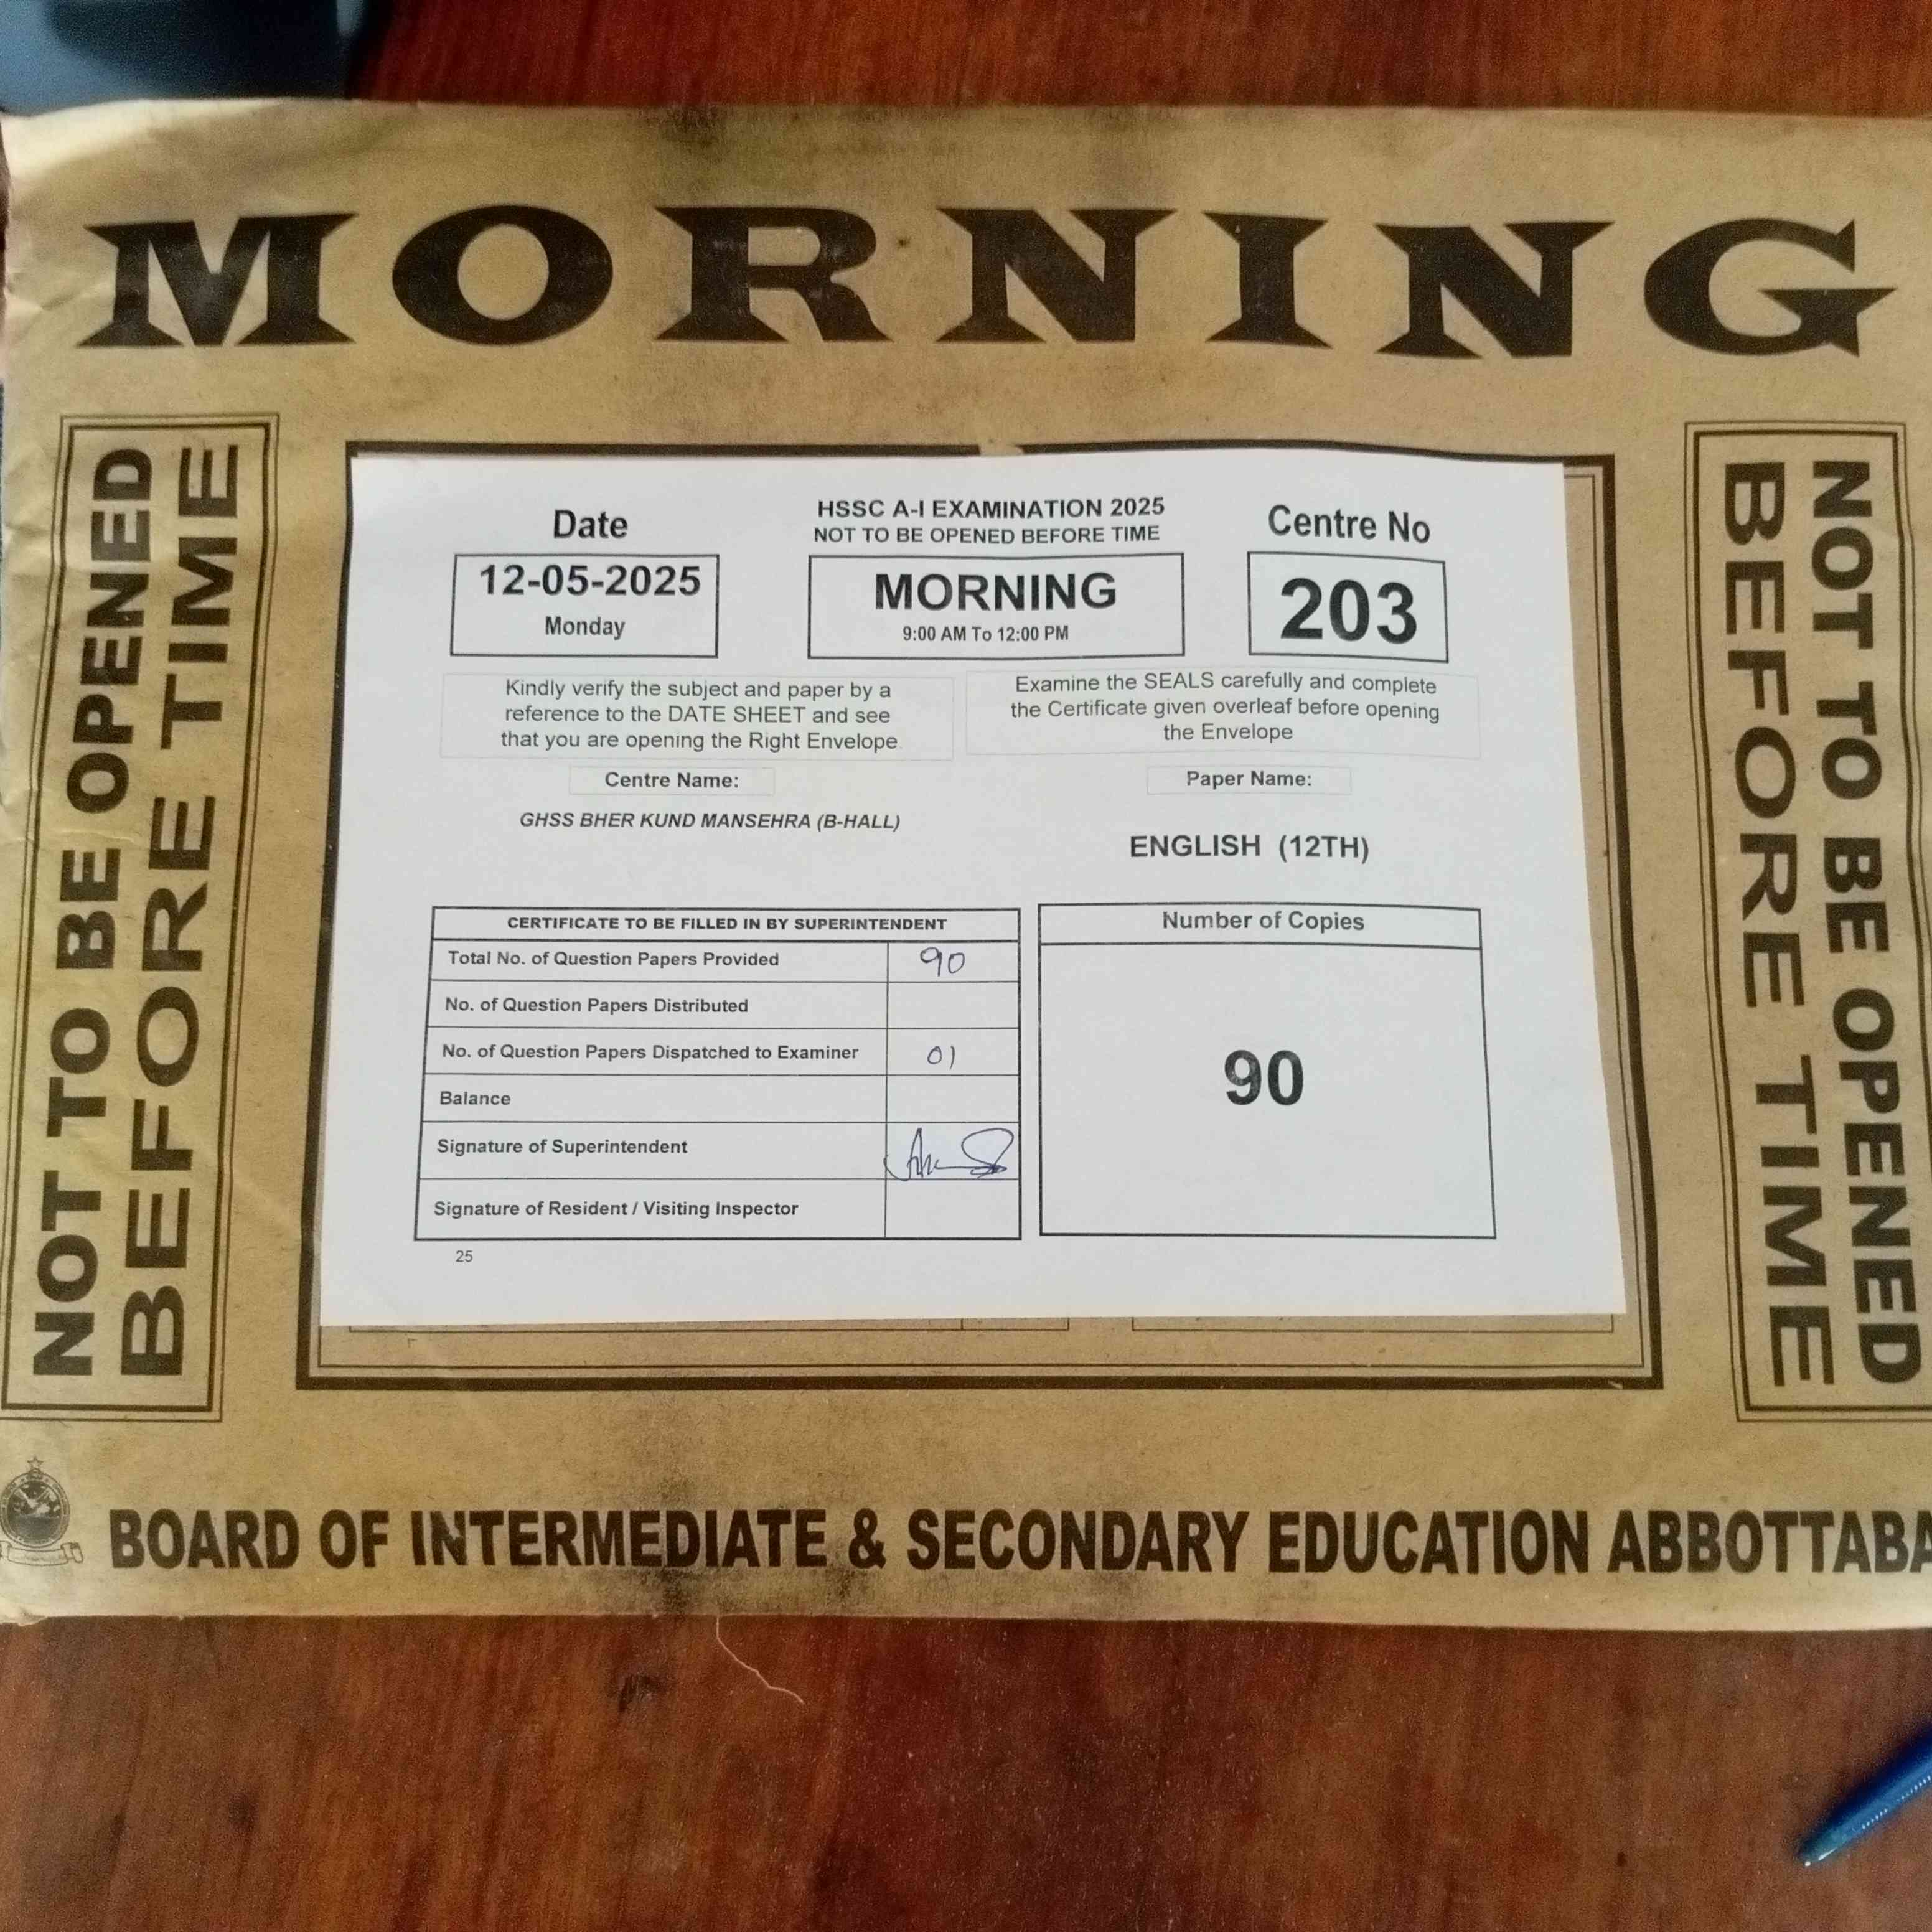 MORNING
NOT TO BE OPENED
BEFORE TIME
Date
12-05-2025
Monday
HSSC A-I EXAMINATION 2025
NOT TO BE OPENED BEFORE TIME
MORNING
9:00 AM To 12:00 PM
Centre No
203
Kindly verify the subject and paper by a
reference to the DATE SHEET and see
that you are opening the Right Envelope
Examine the SEALS carefully and complete
the Certificate given overleaf before opening
the Envelope
Centre Name:
GHSS BHER KUND MANSEHRA (B-HALL)
Paper Name:
ENGLISH (12TH)
CERTIFICATE TO BE FILLED IN BY SUPERINTENDENT
Total No. of Question Papers Provided 90
No. of Question Papers Distributed
No. of Question Papers Dispatched to Examiner 01
Balance
Signature of Superintendent
Signature of Resident / Visiting Inspector
25
Number of Copies
90
NOT TO BE OPENED
BEFORE TIME
BOARD OF INTERMEDIATE & SECONDARY EDUCATION ABBOTTABA